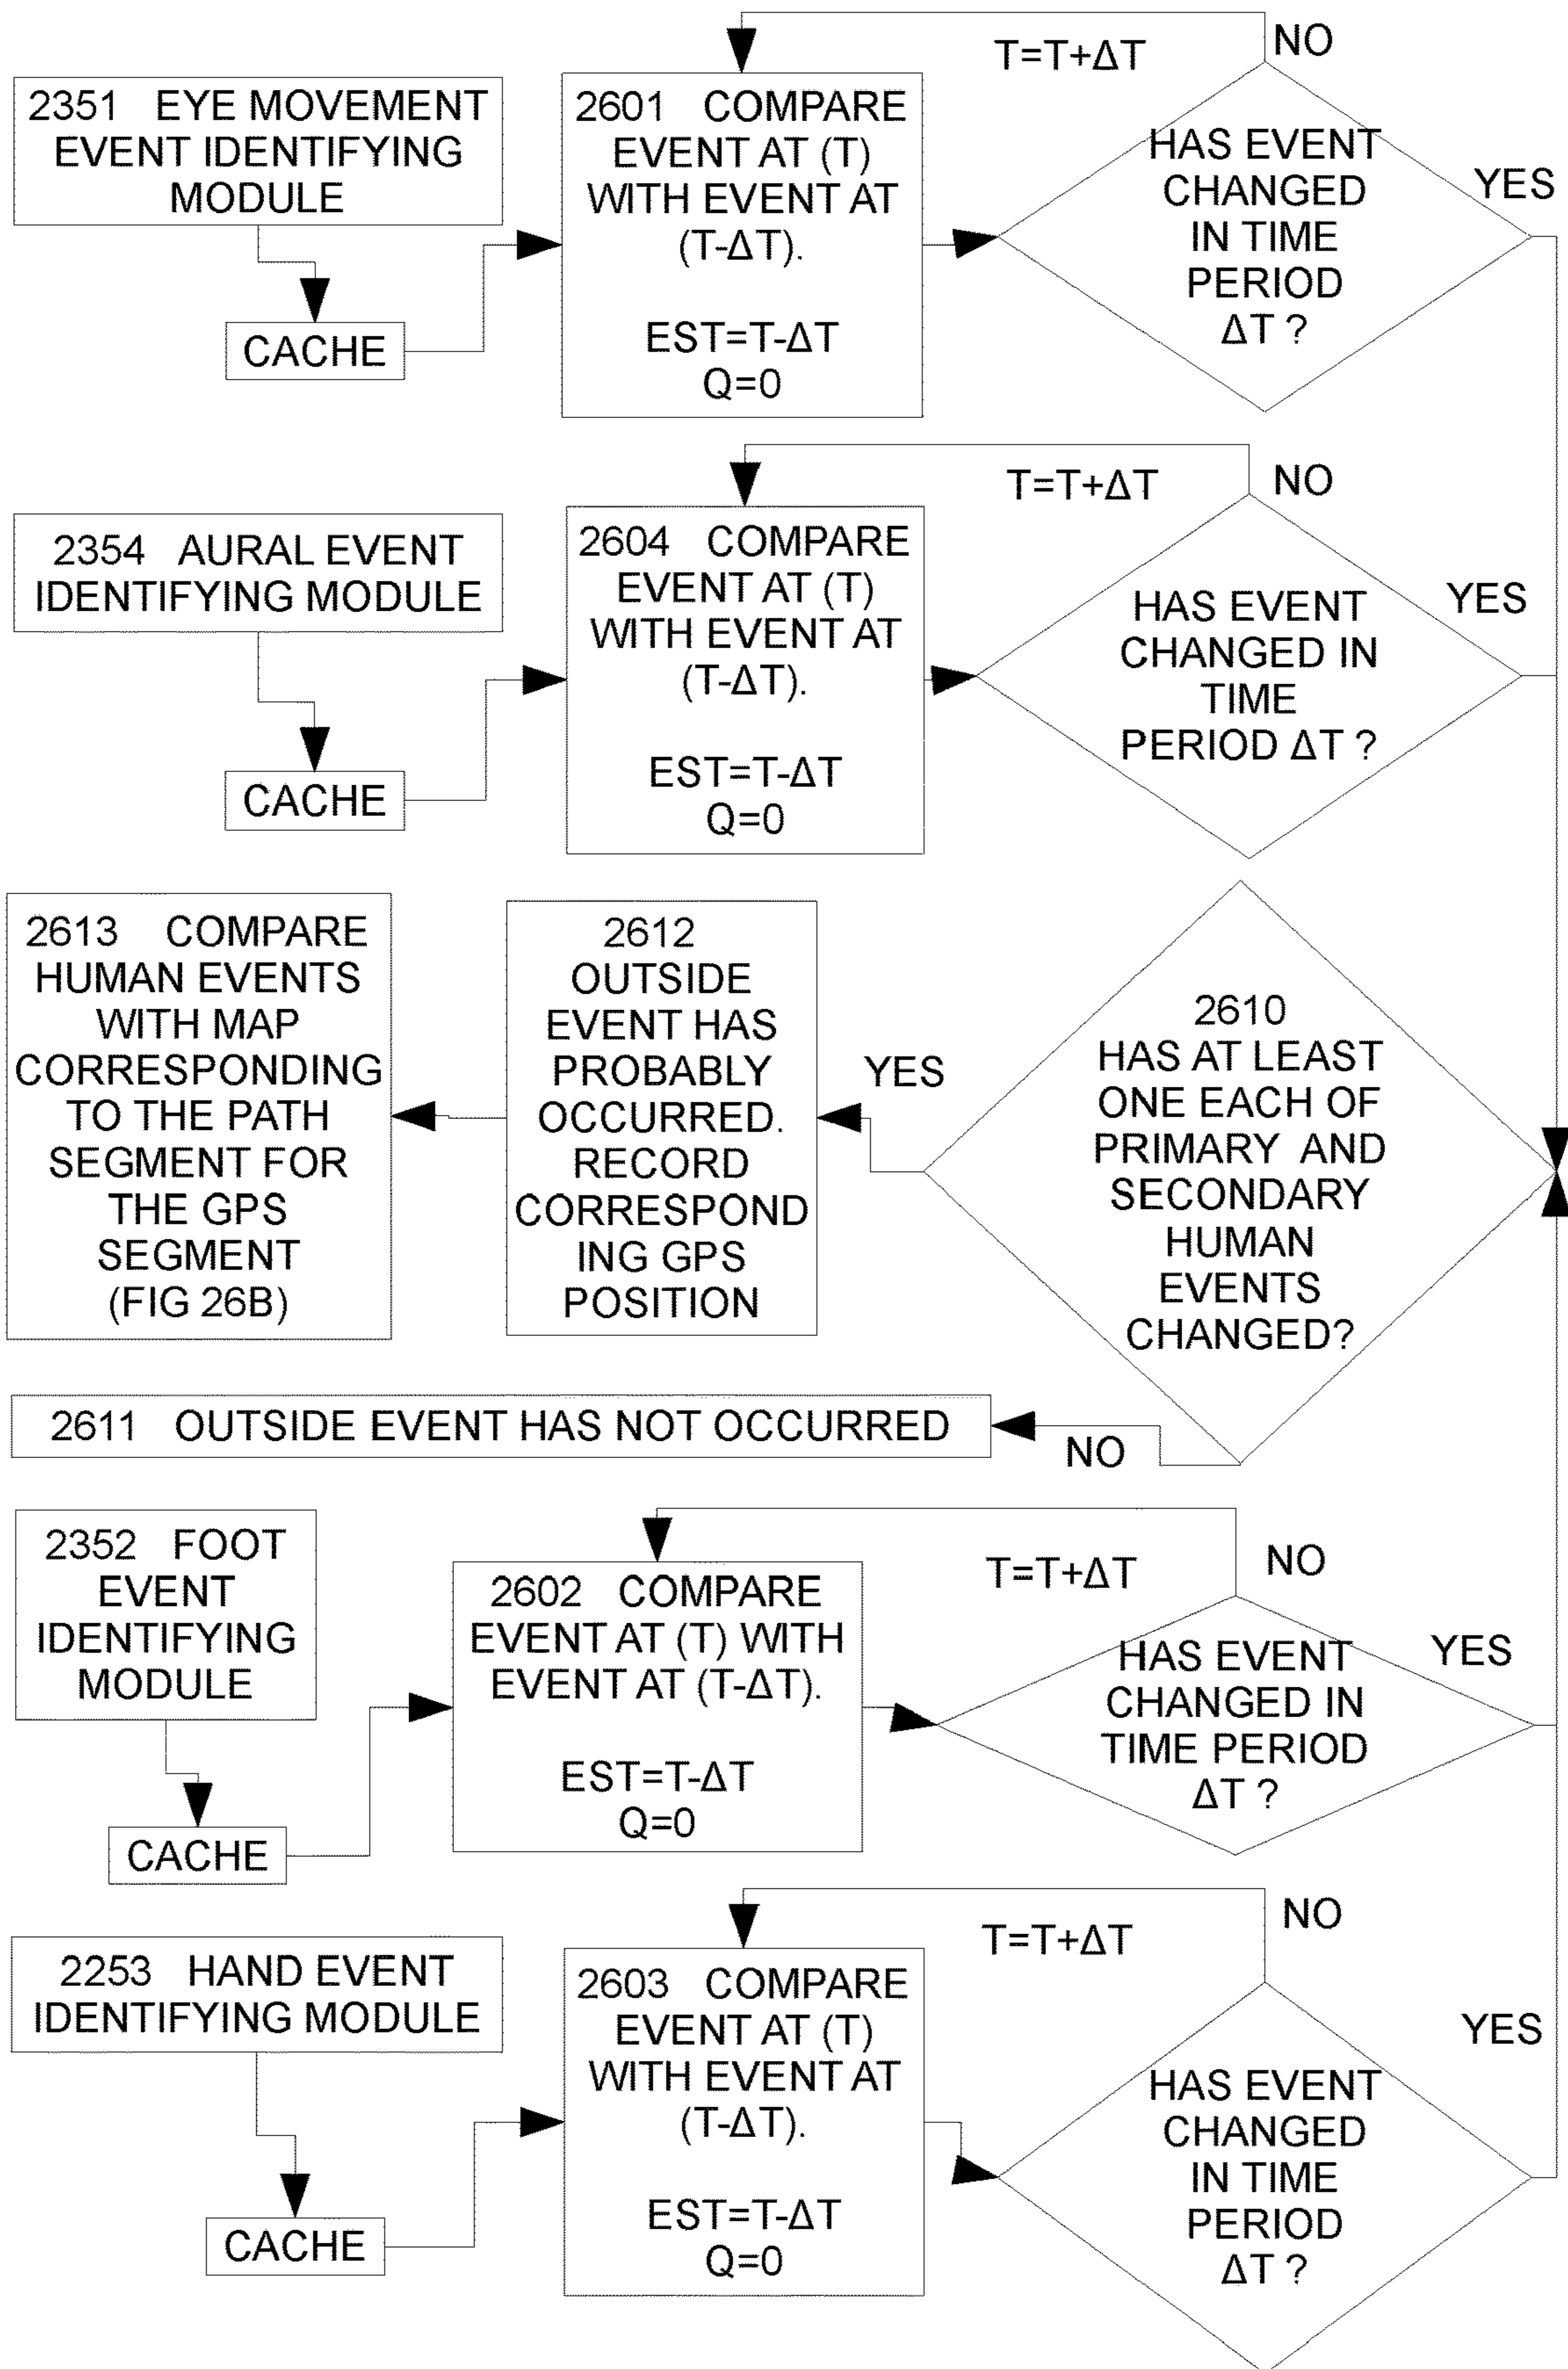 NO
T=T+ΔT
2351 EYE MOVEMENT
EVENT IDENTIFYING
MODULE
CACHE
2601 COMPARE
EVENT AT (T)
WITH EVENT AT
(T-ΔT).
EST=T-ΔT
Q=0
HAS EVENT
CHANGED
IN TIME
PERIOD
ΔT ?
YES
T=T+ΔT
NO
2354 AURAL EVENT
IDENTIFYING MODULE
CACHE
2604 COMPARE
EVENT AT (T)
WITH EVENT AT
(T-ΔT).
EST=T-ΔT
Q=0
HAS EVENT
CHANGED IN
TIME
PERIOD ΔT ?
YES
2613 COMPARE
HUMAN EVENTS
WITH MAP
CORRESPONDING
TO THE PATH
SEGMENT FOR
THE GPS
SEGMENT
(FIG 26B)
2612
OUTSIDE
EVENT HAS
PROBABLY
OCCURRED.
RECORD
CORRESPOND
ING GPS
POSITION
YES
2610
HAS AT LEAST
ONE EACH OF
PRIMARY AND
SECONDARY
HUMAN
EVENTS
CHANGED?
2611 OUTSIDE EVENT HAS NOT OCCURRED
NO
2352 FOOT
EVENT
IDENTIFYING
MODULE
CACHE
2602 COMPARE
EVENT AT (T) WITH
EVENT AT (T-ΔT).
EST=T-ΔT
Q=0
T=T+ΔT
NO
HAS EVENT
CHANGED IN
TIME PERIOD
ΔT ?
YES
2253 HAND EVENT
IDENTIFYING MODULE
CACHE
2603 COMPARE
EVENT AT (T)
WITH EVENT AT
(T-ΔT).
EST=T-ΔT
Q=0
T=T+ΔT
NO
HAS EVENT
CHANGED
IN TIME
PERIOD
ΔT ?
YES